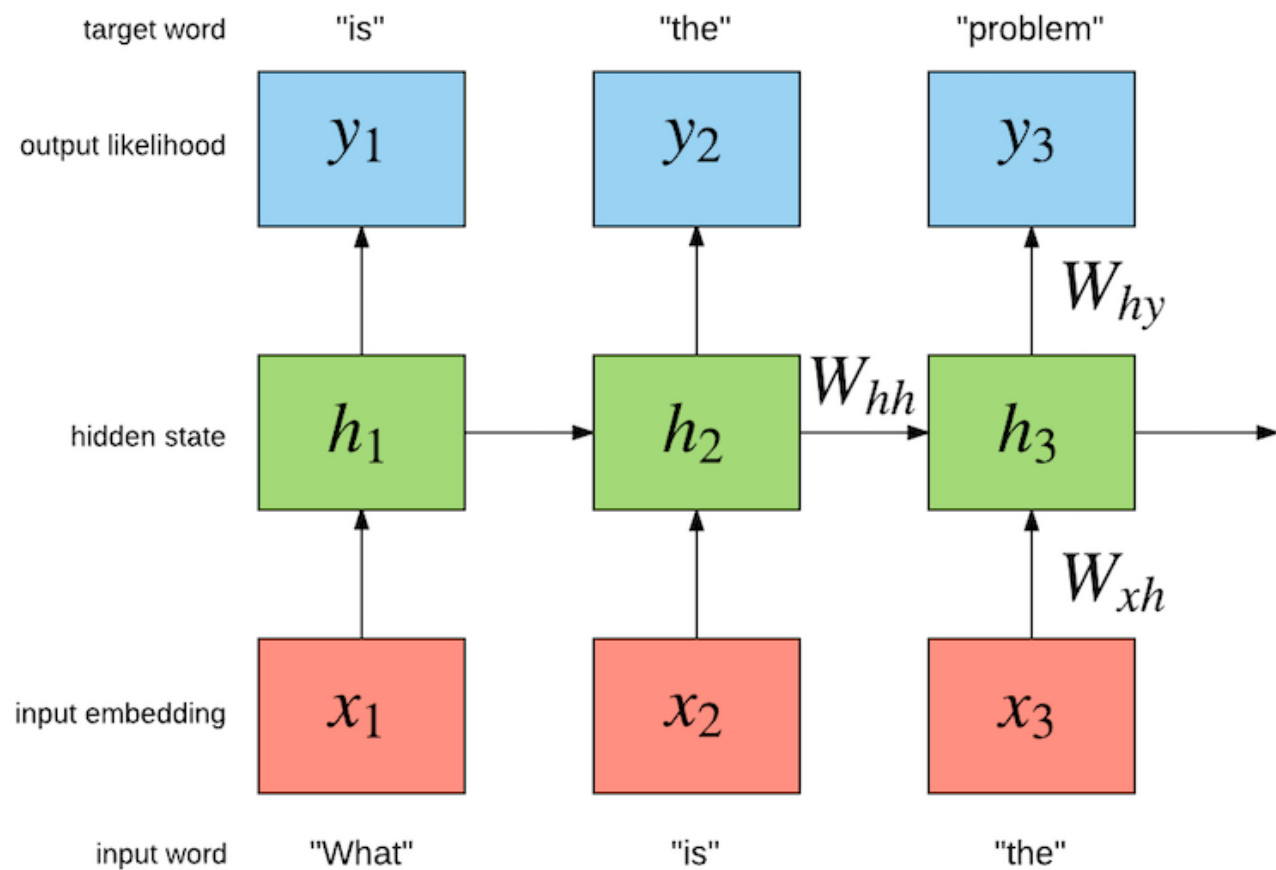 target word "is" "the" "problem"
output likelihood y₁ y₂ y₃
W_hy
W_hh
hidden state h₁ h₂ h₃
W_xh
input embedding x₁ x₂ x₃
input word "What" "is" "the"